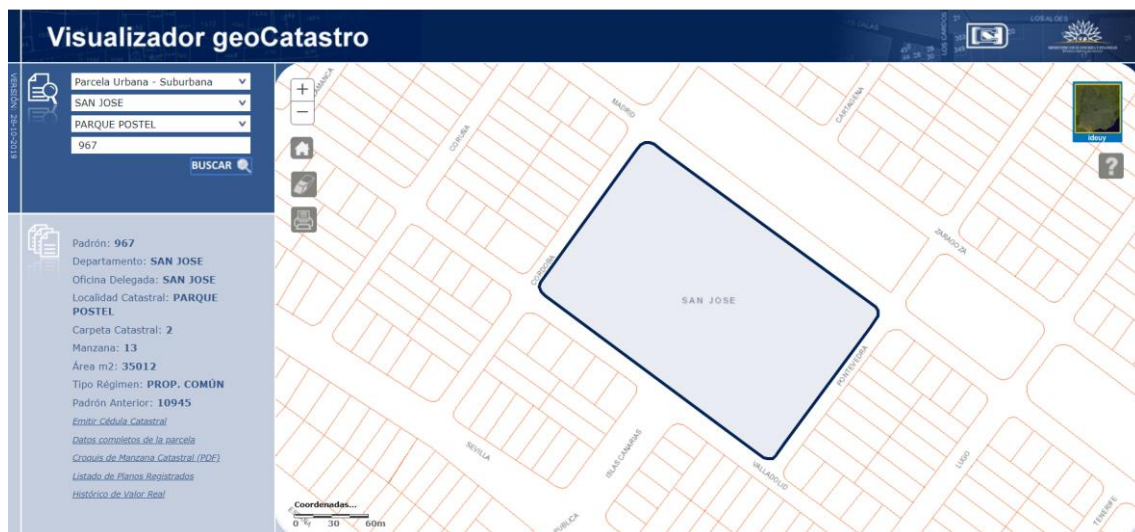 Visualizador geoCatastro
VERSIÓN: 29-10-2019
Parcela Urbana - Suburbana
SAN JOSE
PARQUE POSTEL
967
BUSCAR
Padrón: 967
Departamento: SAN JOSE
Oficina Delegada: SAN JOSE
Localidad Catastral: PARQUE
POSTEL
Carpeta Catastral: 2
Manzana: 13
Área m2: 35012
Tipo Régimen: PROP. COMÚN
Padrón Anterior: 10945
Emitir Cédula Catastral
Datos completos de la parcela
Croquis de Manzana Catastral (PDF)
Listado de Planos Registrados
Histórico de Valor Real
+
−
CORUÑA
MADRID
CARTAGENA
ideuy
?
ZARAGOZA
CORDOBA
SAN JOSE
PONTEVEDRA
SEVILLA
ISLAS CANARIAS
VALLADOLID
LUGO
TENERIFE
Coordenadas...
0 30 60m